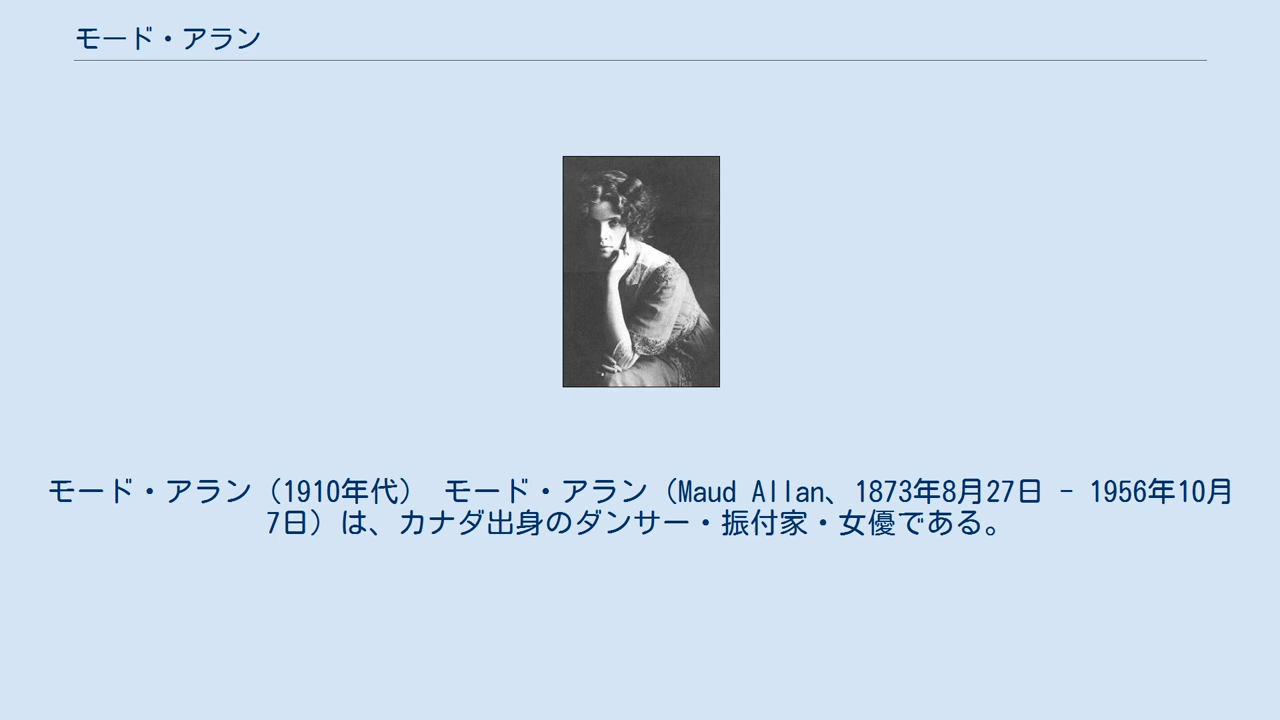 モード・アラン
モード・アラン（1910年代） モード・アラン（Maud Allan、1873年8月27日 - 1956年10月
7日）は、カナダ出身のダンサー・振付家・女優である。